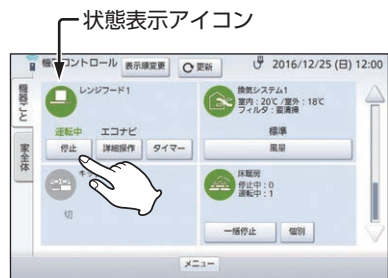 状態表示アイコン
機器コントロール
表示順変更
更新
2016/12/25 (日) 12:00
機器ごと
家全体
レンジフード1
運転中 エコナビ
停止
詳細操作
タイマー
換気システム1
室内：20℃/室外：18℃
フィルタ：要清掃
標準
風量
キッ
切
床暖房
停止中：0
運転中：1
一括停止
個別
メニュー